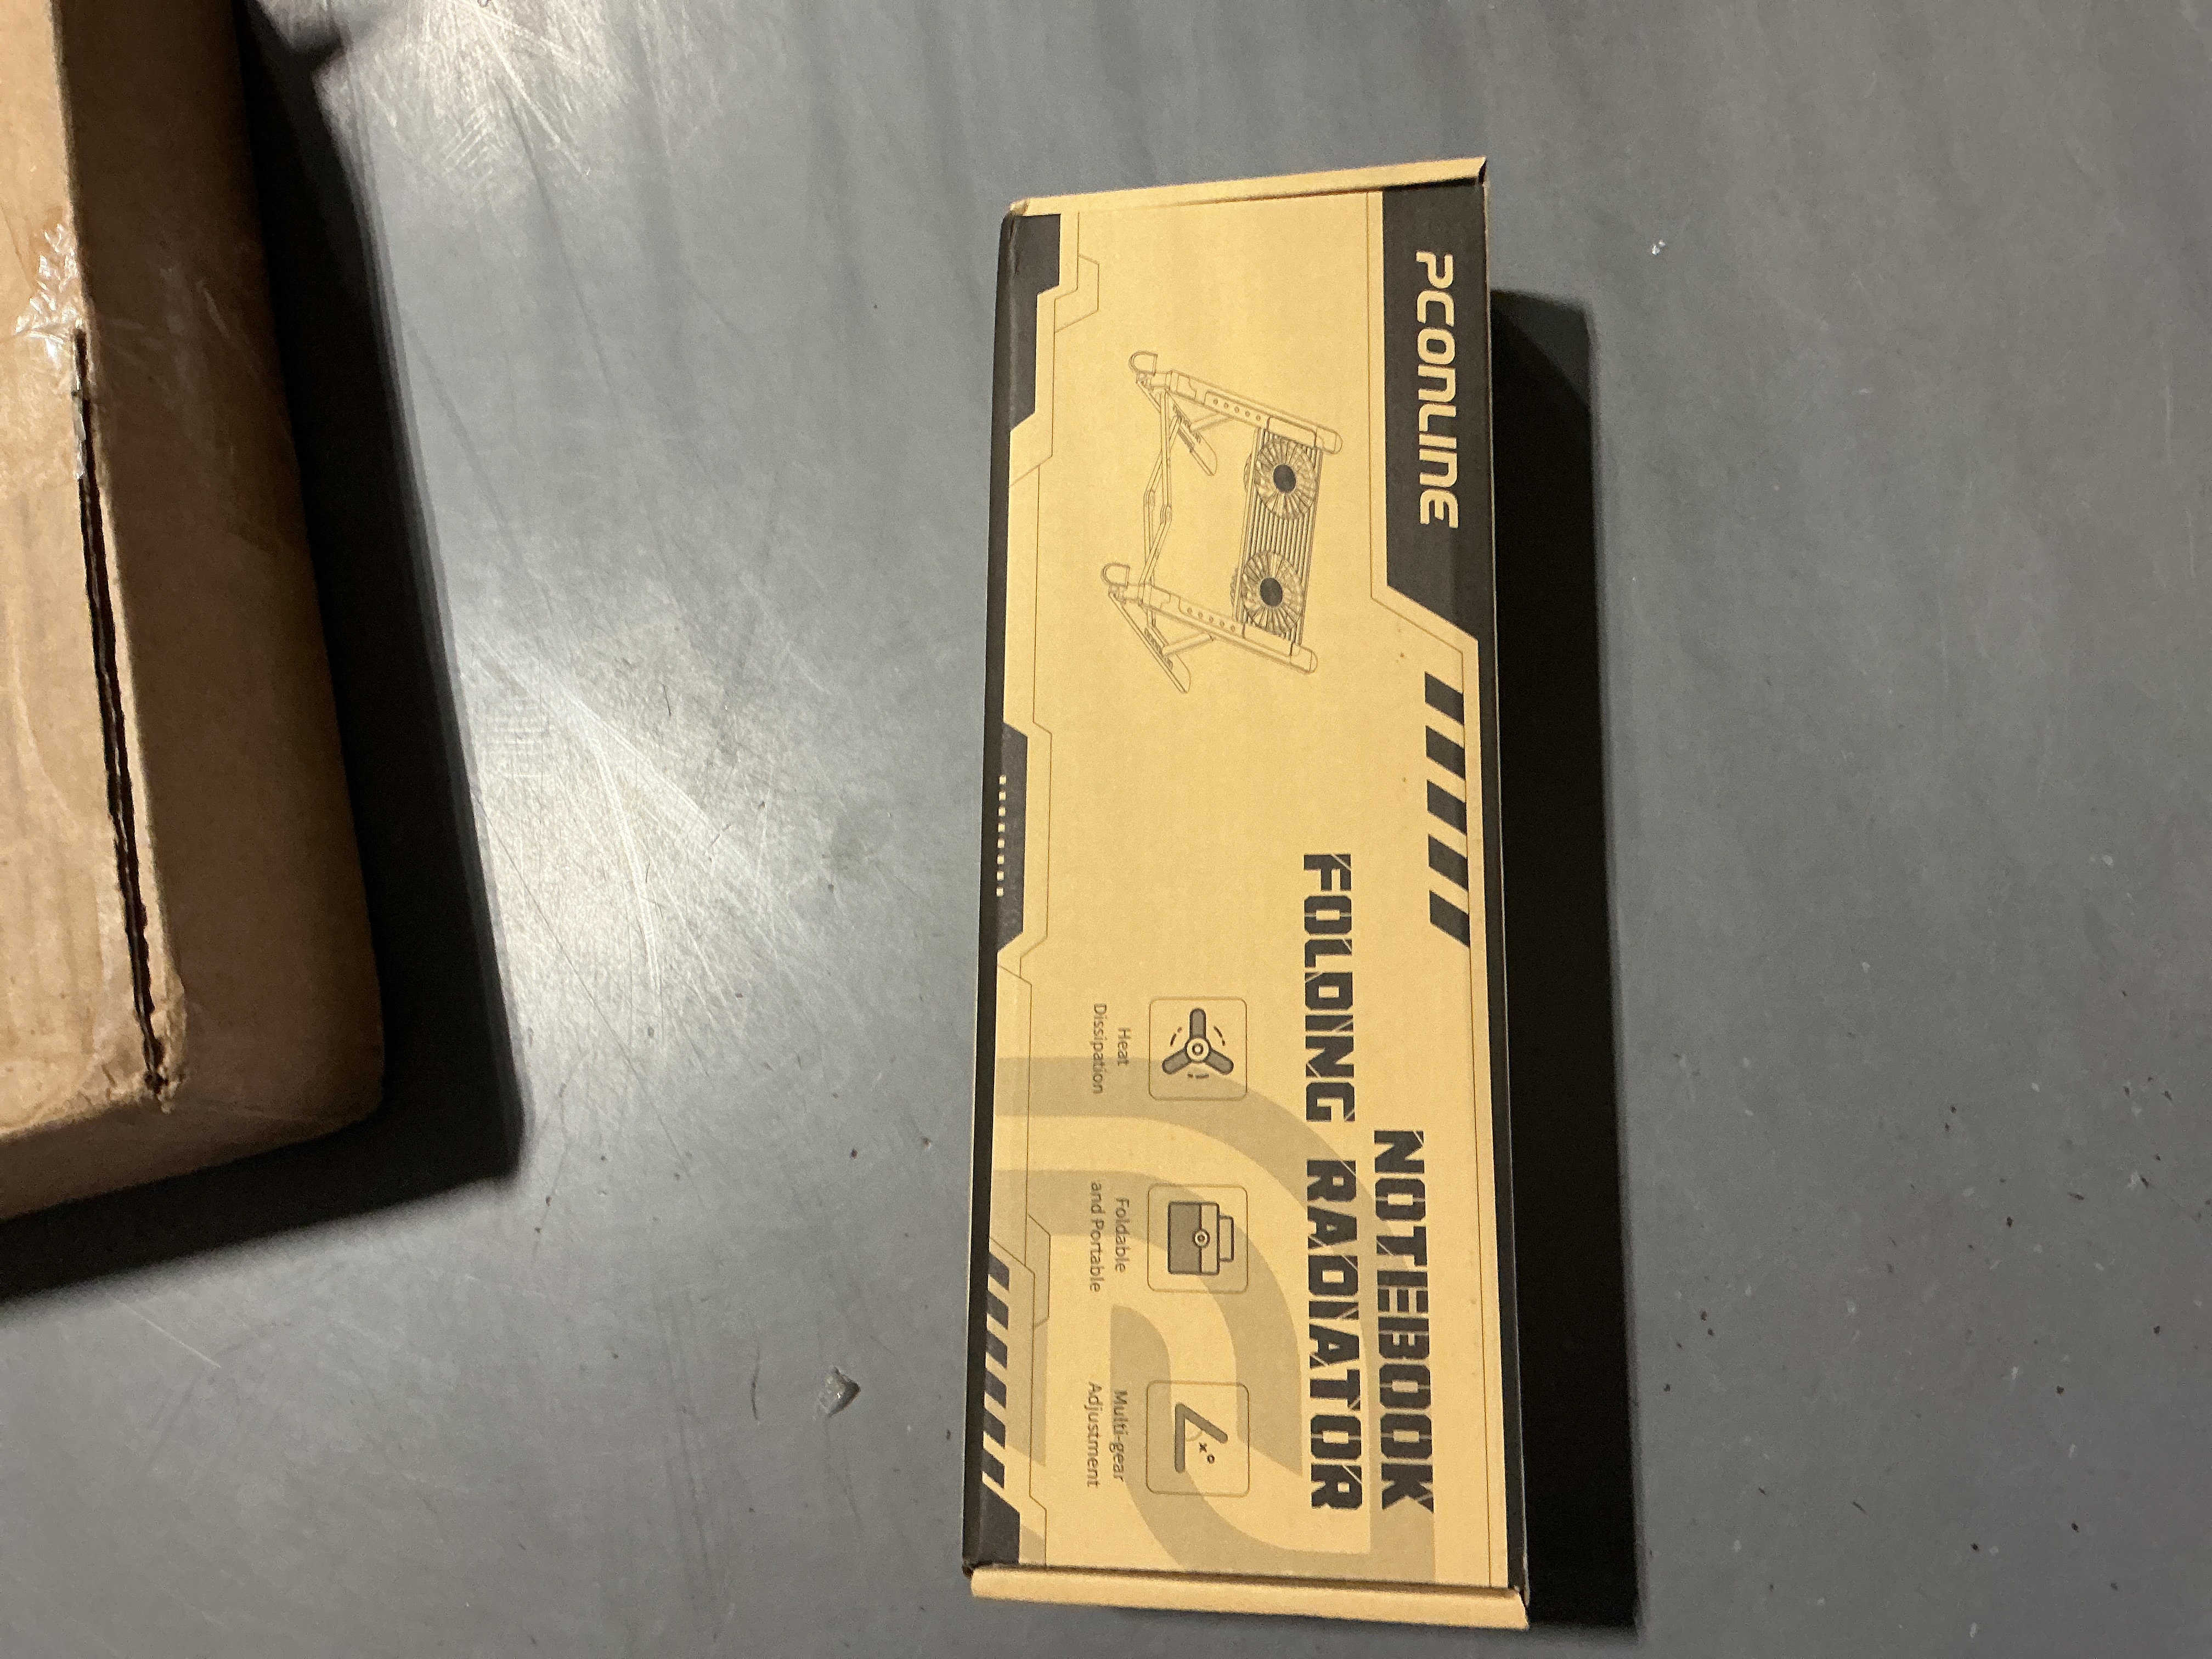 PCONLINE
NOTEBOOK
FOLDING RADIATOR
Heat
Dissipation
Foldable
and Portable
Multi-gear
Adjustment
x°